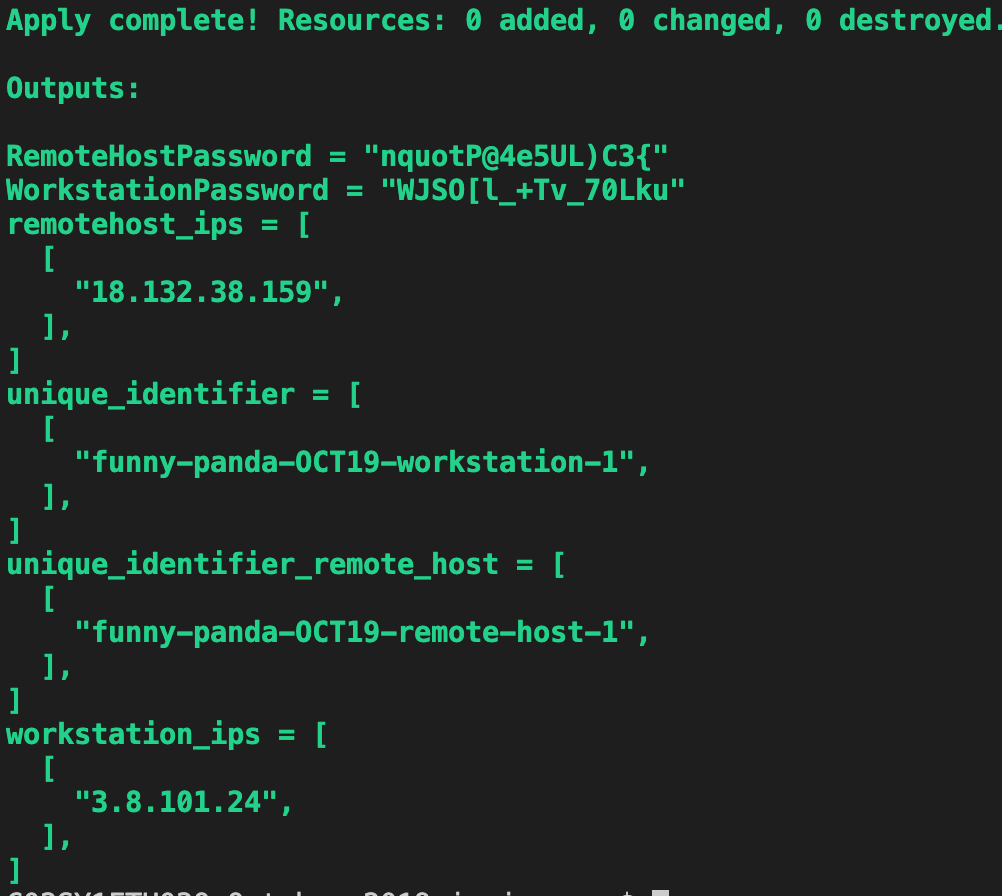 Apply complete! Resources: 0 added, 0 changed, 0 destroyed.
Outputs:
RemoteHostPassword = "nquotP@4e5UL)C3{"
WorkstationPassword = "WJSO[l_+Tv_70Lku"
remotehost_ips = [
  [
    "18.132.38.159",
  ],
]
unique_identifier = [
  [
    "funny-panda-OCT19-workstation-1",
  ],
]
unique_identifier_remote_host = [
  [
    "funny-panda-OCT19-remote-host-1",
  ],
]
workstation_ips = [
  [
    "3.8.101.24",
  ],
]